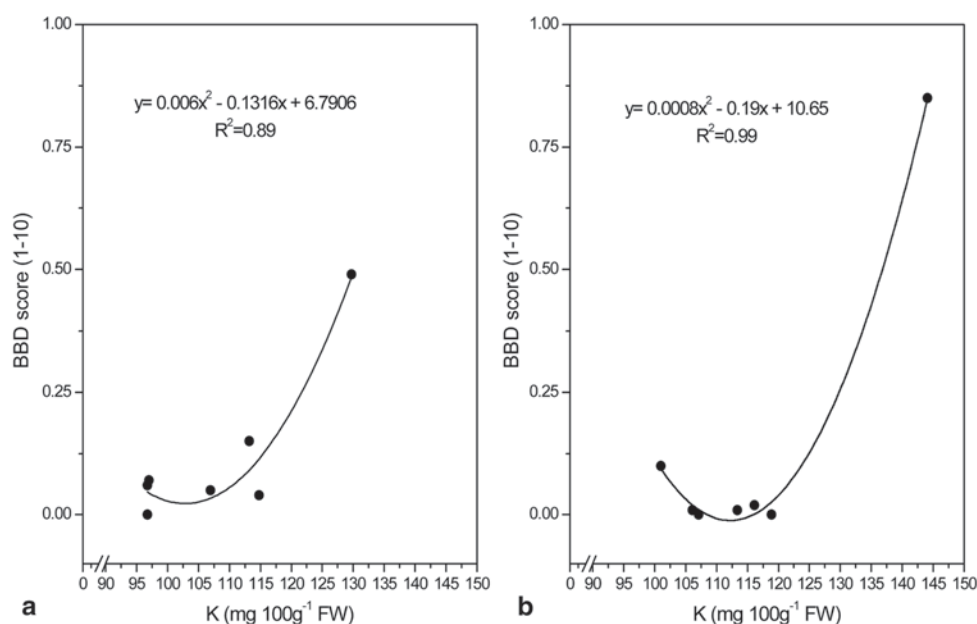 1.00
0.75
0.50
0.25
0.00
BBD score (1-10)
y= 0.006x² - 0.1316x + 6.7906
R²=0.89
0 90 100 105 110 115 120 125 130 135 140 145 150
K (mg 100g⁻¹ FW)
a
1.00
0.75
0.50
0.25
0.00
BBD score (1-10)
y= 0.0008x² - 0.19x + 10.65
R²=0.99
0 90 100 105 110 115 120 125 130 135 140 145 150
K (mg 100g⁻¹ FW)
b